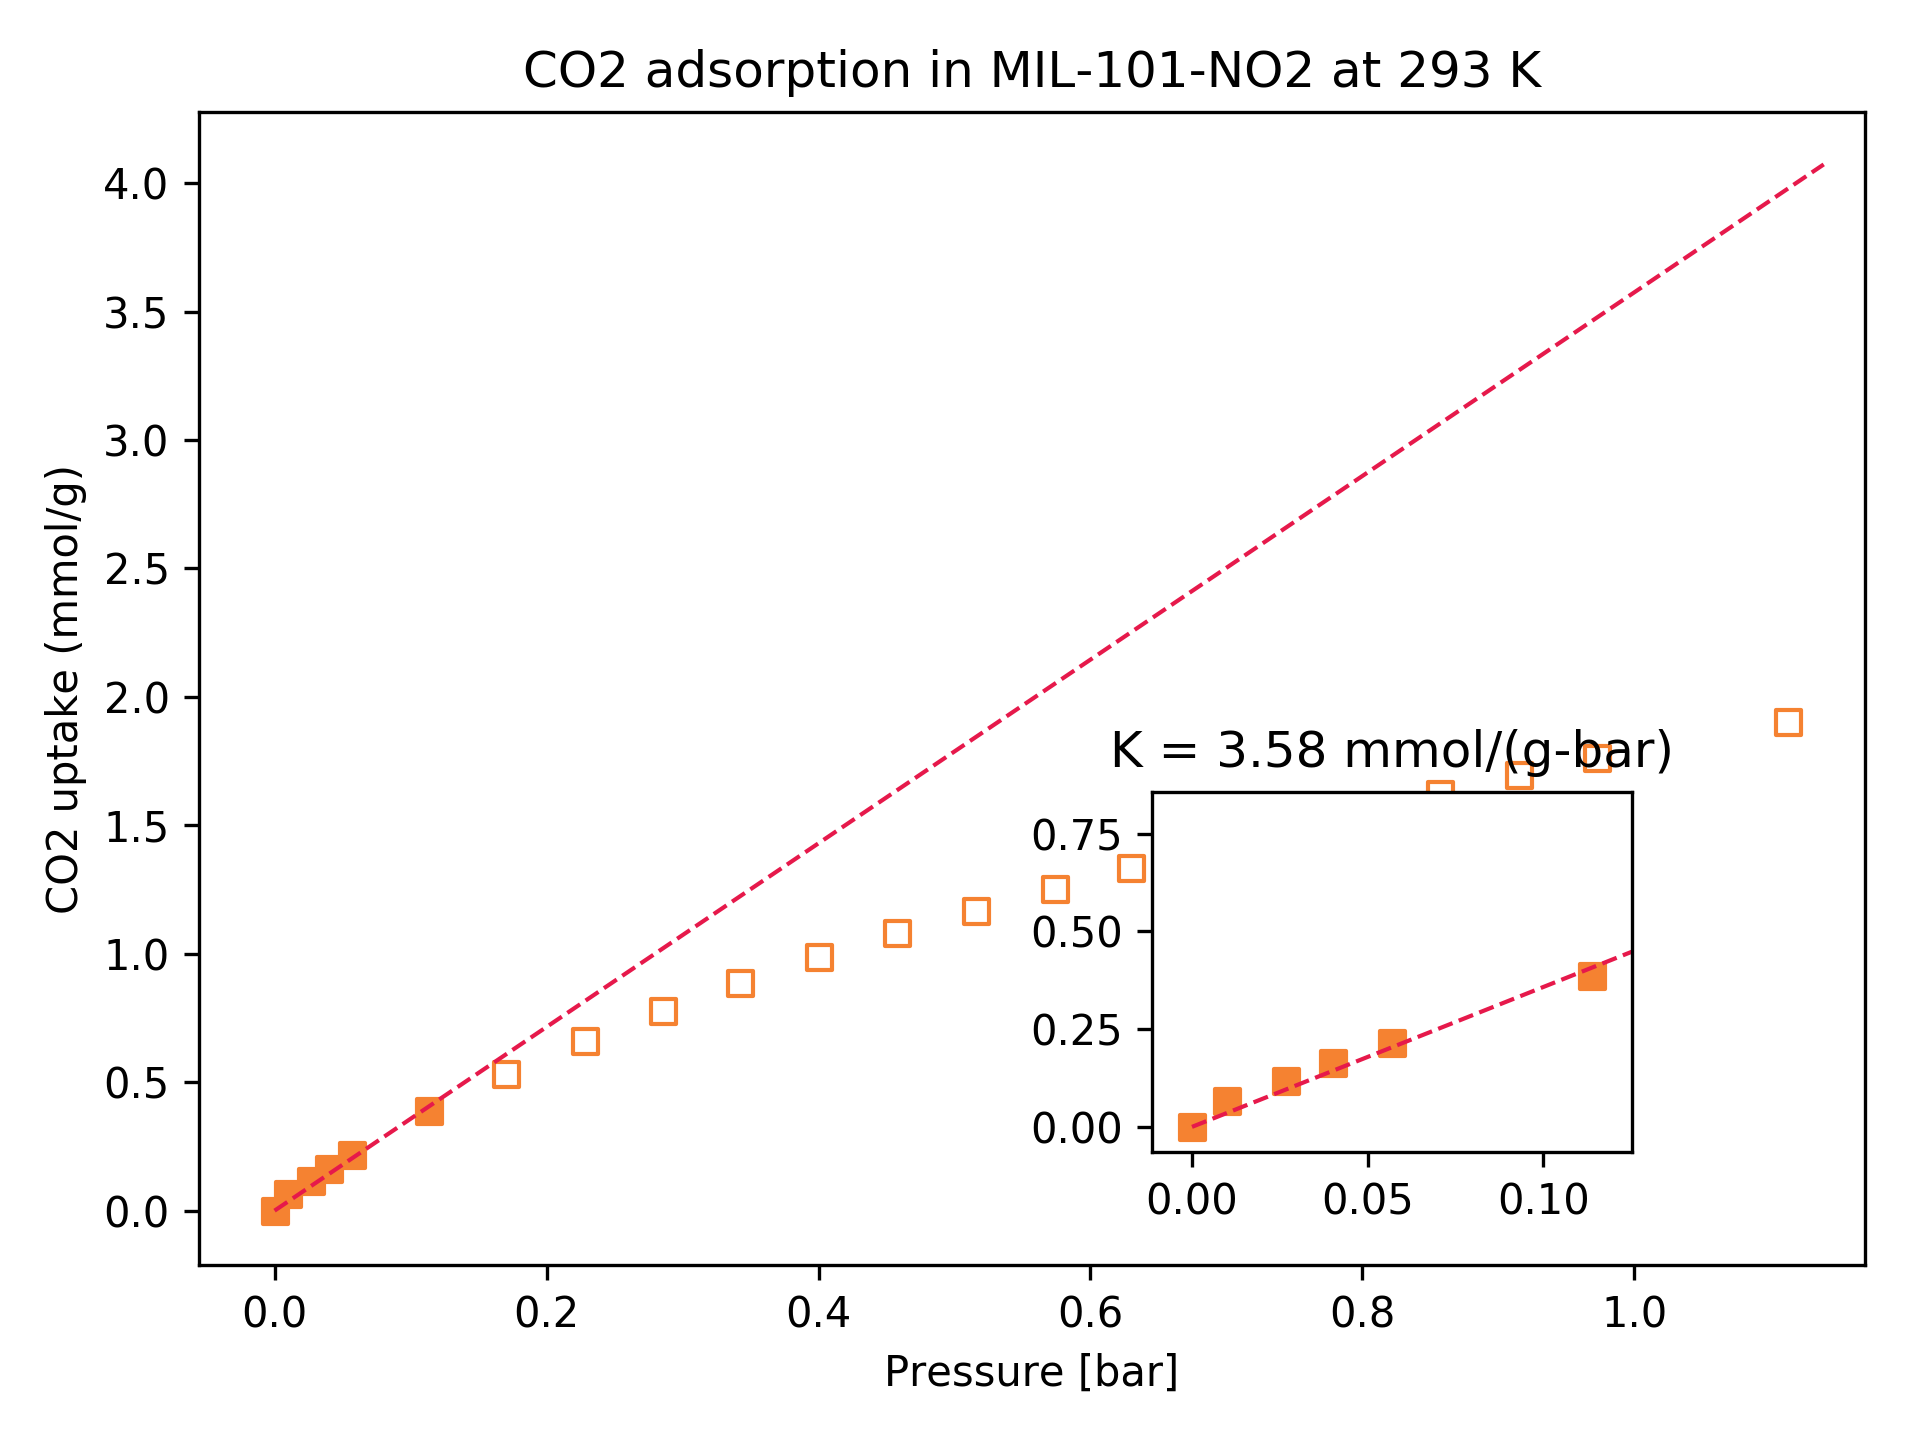 CO2 adsorption in MIL-101-NO2 at 293 K
CO2 uptake (mmol/g)
4.0
3.5
3.0
2.5
2.0
1.5
1.0
0.5
0.0
K = 3.58 mmol/(g-bar)
0.75
0.50
0.25
0.00
0.00 0.05 0.10
0.0 0.2 0.4 0.6 0.8 1.0
Pressure [bar]